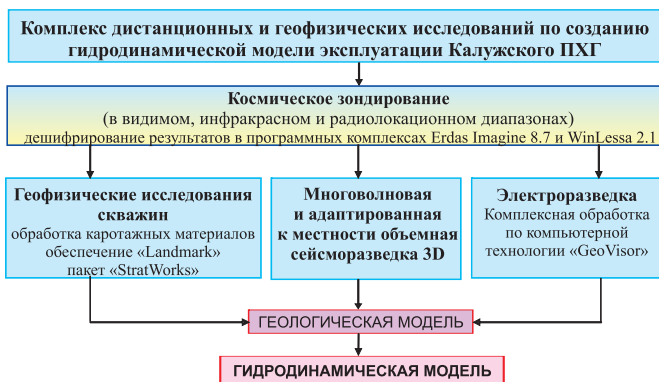 Комплекс дистанционных и геофизических исследований по созданию
гидродинамической модели эксплуатации Калужского ПХГ
Космическое зондирование
(в видимом, инфракрасном и радиолокационном диапазонах)
дешифрирование результатов в программных комплексах Erdas Imagine 8.7 и WinLessa 2.1
Геофизические исследования
скважин
обработка каротажных материалов
обеспечение «Landmark»
пакет «StratWorks»
Многоволновая
и адаптированная
к местности объемная
сейсморазведка 3D
Электроразведка
Комплексная обработка
по компьютерной
технологии «GeoVisor»
ГЕОЛОГИЧЕСКАЯ МОДЕЛЬ
ГИДРОДИНАМИЧЕСКАЯ МОДЕЛЬ